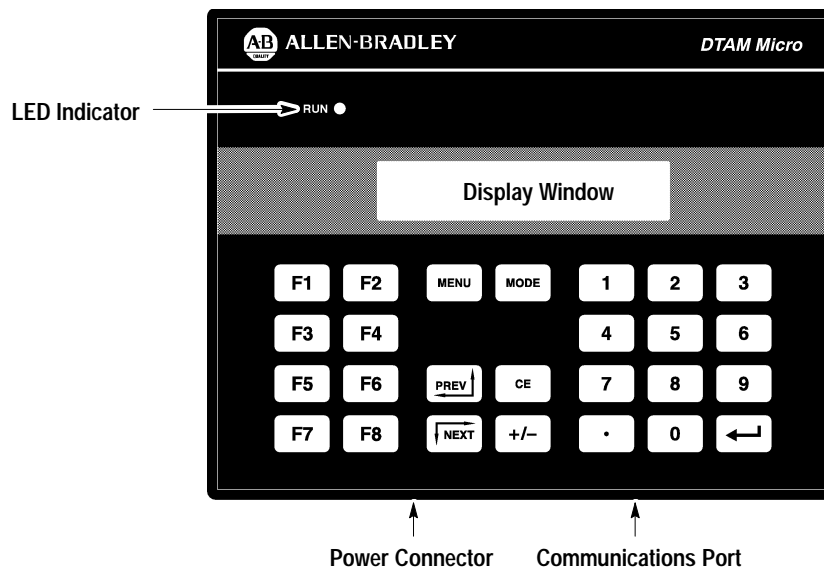 A-B QUALITY ALLEN-BRADLEY DTAM Micro
LED Indicator RUN
Display Window
F1 F2 MENU MODE 1 2 3
F3 F4 4 5 6
F5 F6 PREV CE 7 8 9
F7 F8 NEXT +/– · 0
Power Connector Communications Port